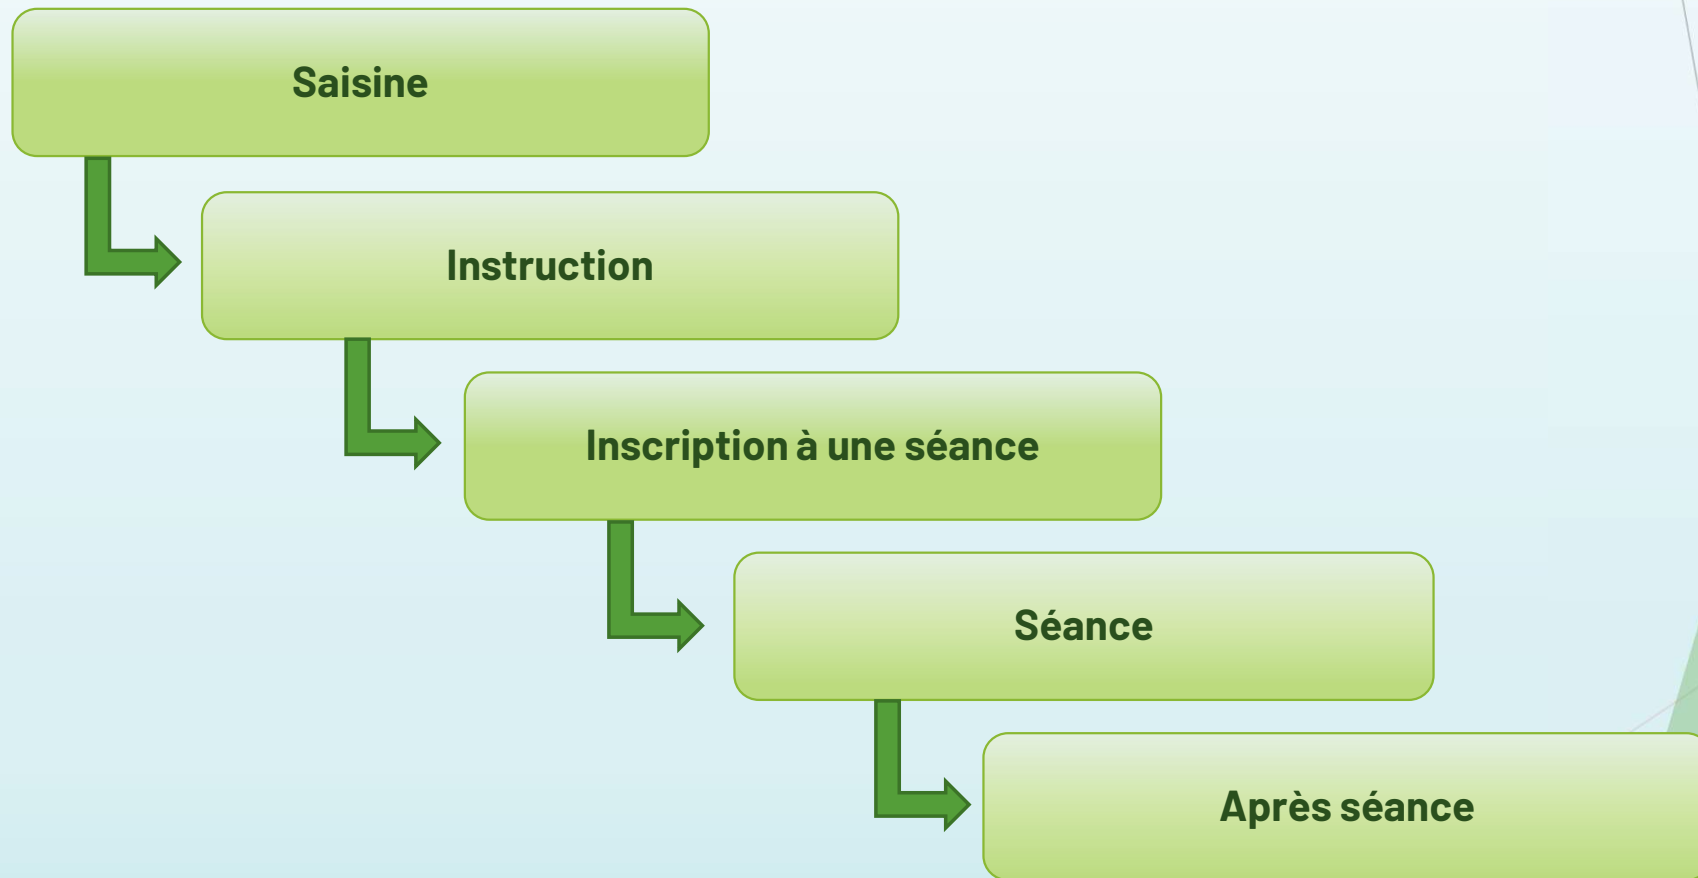 Saisine
Instruction
Inscription à une séance
Séance
Après séance